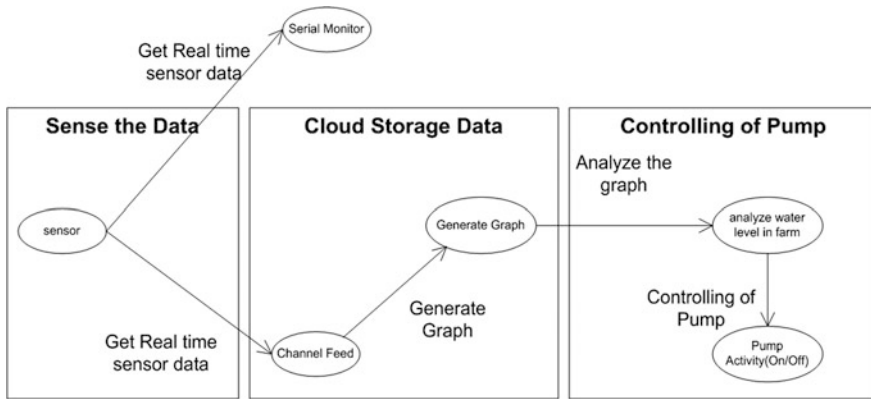 Serial Monitor
Get Real time
sensor data
Sense the Data
Cloud Storage Data
Controlling of Pump
Analyze the
graph
sensor
Generate Graph
analyze water
level in farm
Generate
Graph
Controlling of
Pump
Get Real time
sensor data
Channel Feed
Pump
Activity(On/Off)